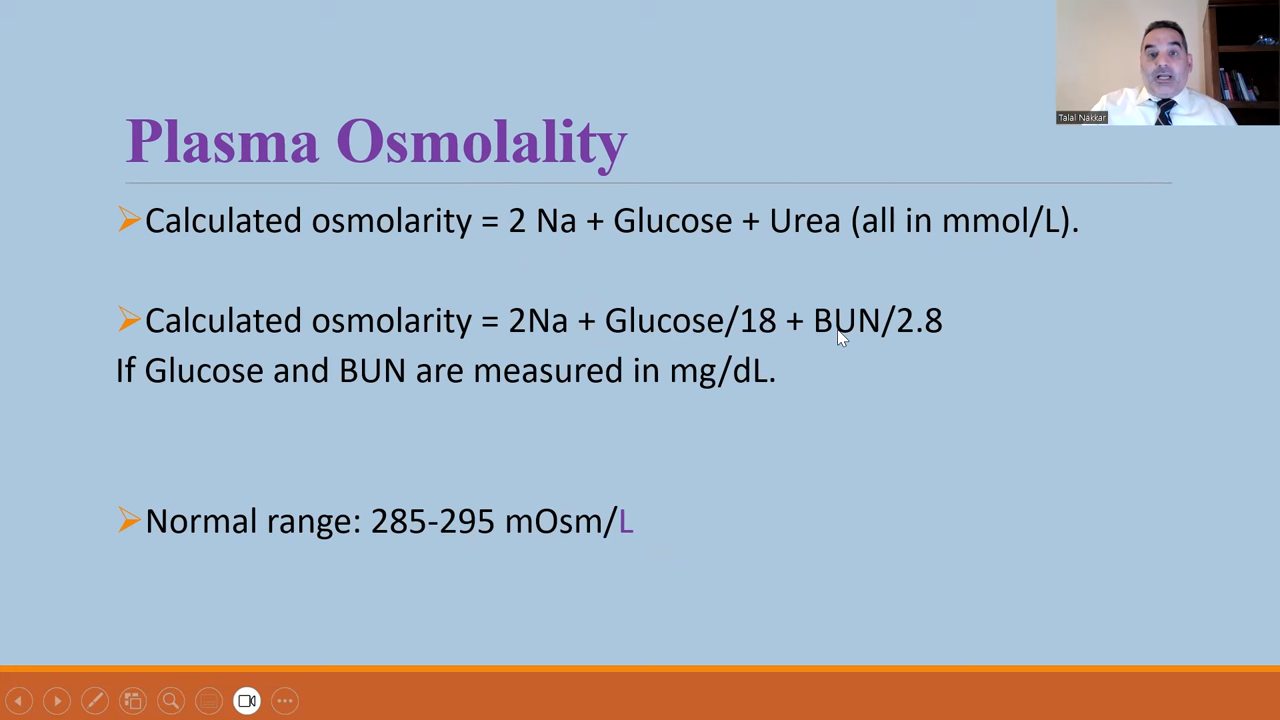 Talal Nakkar
Plasma Osmolality
Calculated osmolarity = 2 Na + Glucose + Urea (all in mmol/L).
Calculated osmolarity = 2Na + Glucose/18 + BUN/2.8
If Glucose and BUN are measured in mg/dL.
Normal range: 285-295 mOsm/L